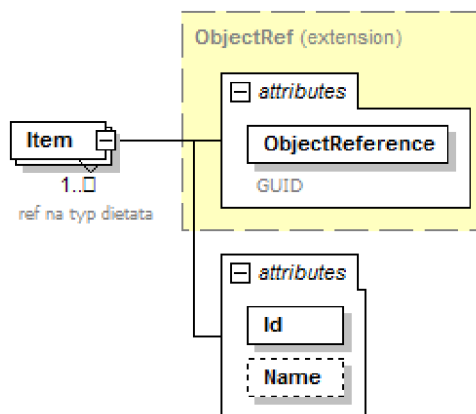 ObjectRef (extension)
attributes
ObjectReference
GUID
Item
1..□
ref na typ dietata
attributes
Id
Name